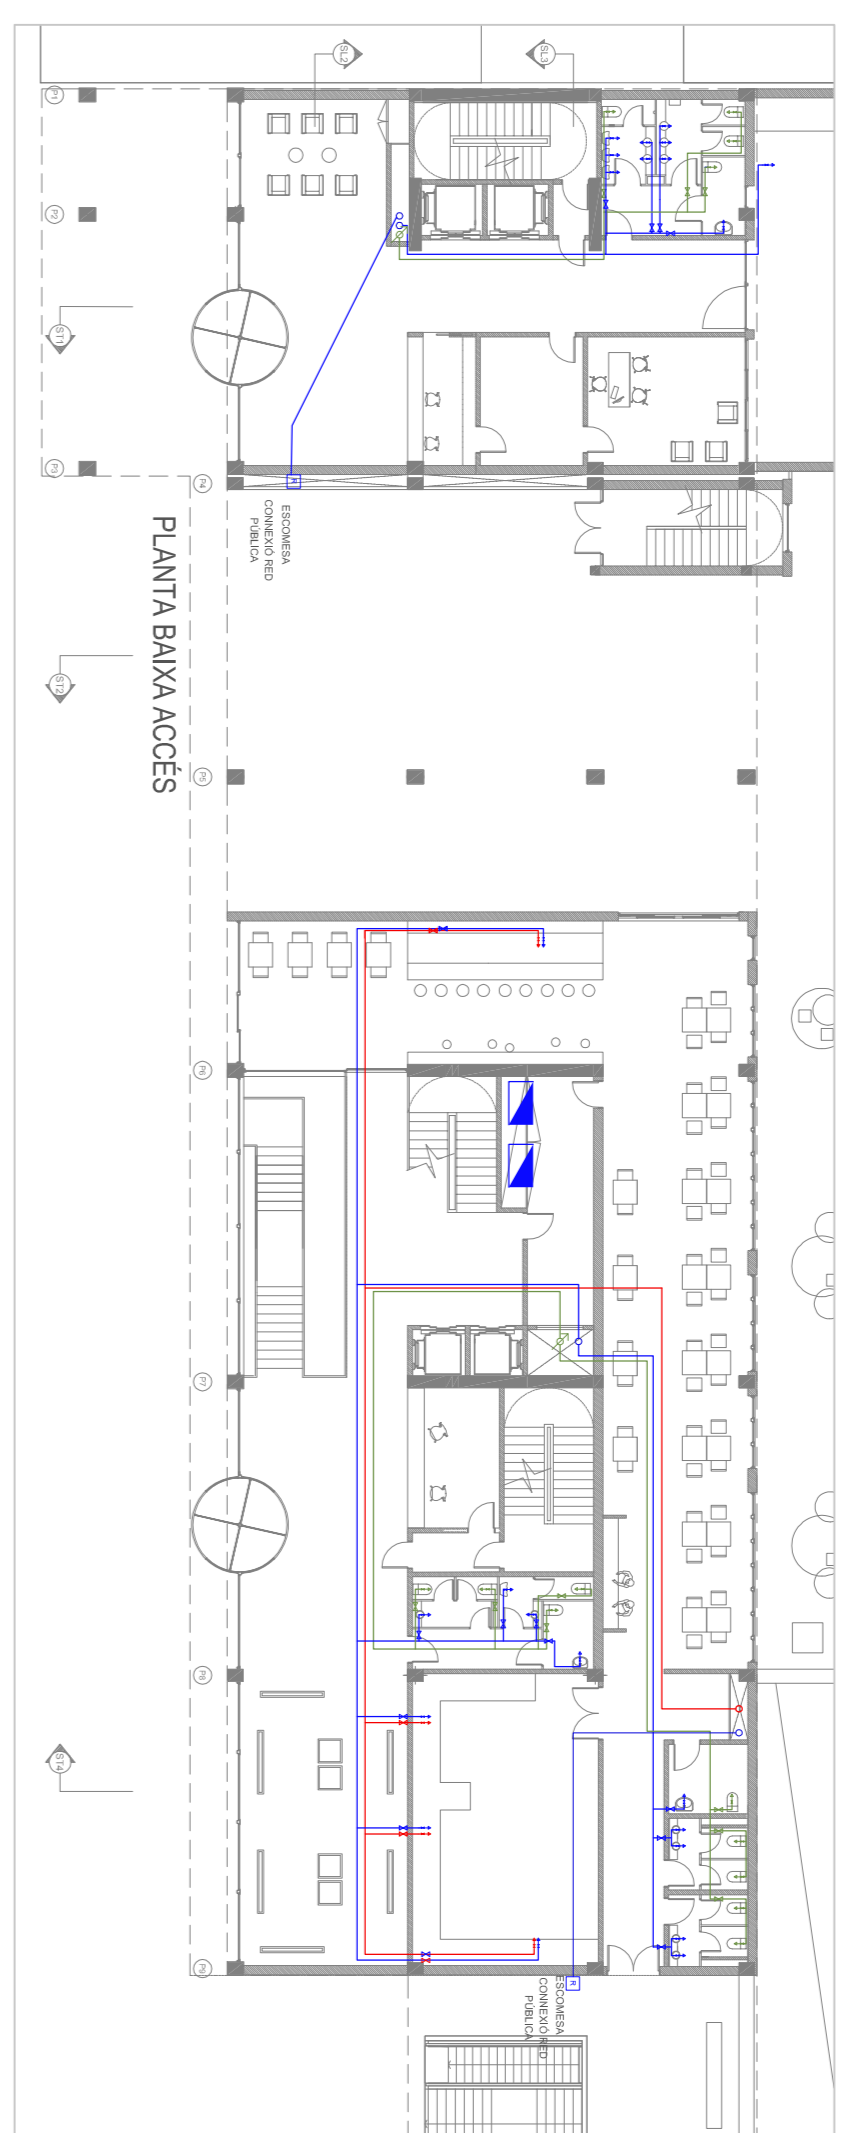 SL2
SL3
P1
P2
ST1
P3
P4
R
ESCOMESA
CONNEXIÓ RED
PÚBLICA
PLANTA BAIXA ACCÉS
ST2
P5
P6
P7
P8
ST4
P9
R
ESCOMESA
CONNEXIÓ RED
PÚBLICA